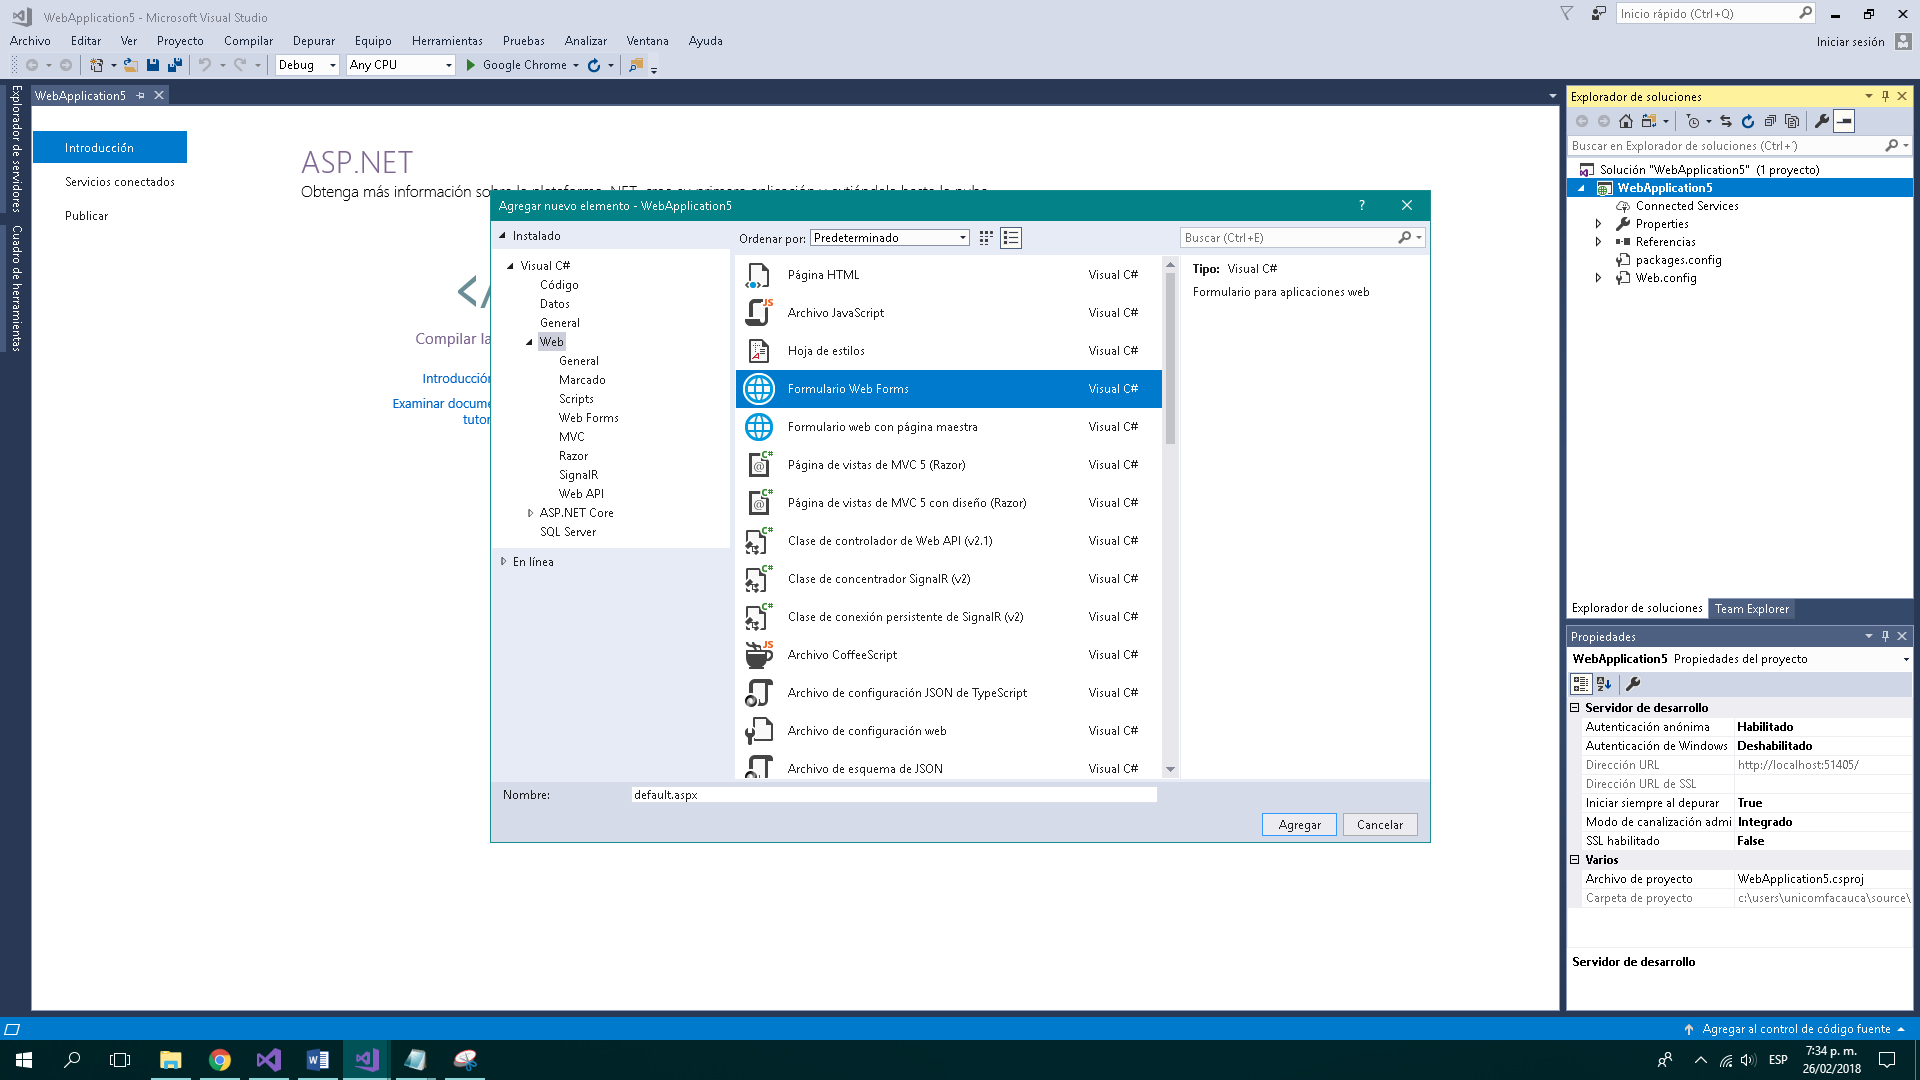 WebApplication5 - Microsoft Visual Studio
Inicio rápido (Ctrl+Q)
Archivo Editar Ver Proyecto Compilar Depurar Equipo Herramientas Pruebas Analizar Ventana Ayuda
Iniciar sesión
Debug Any CPU Google Chrome
Explorador de servidores
Cuadro de herramientas
WebApplication5
Introducción
Servicios conectados
Publicar
ASP.NET
Obtenga más información
Compilar la
Introducción
Examinar docume
tutor
Agregar nuevo elemento - WebApplication5
?
Instalado
Visual C#
Código
Datos
General
Web
General
Marcado
Scripts
Web Forms
MVC
Razor
SignalR
Web API
ASP.NET Core
SQL Server
En línea
Ordenar por: Predeterminado
Buscar (Ctrl+E)
Página HTML Visual C#
Archivo JavaScript Visual C#
Hoja de estilos Visual C#
Formulario Web Forms Visual C#
Formulario web con página maestra Visual C#
Página de vistas de MVC 5 (Razor) Visual C#
Página de vistas de MVC 5 con diseño (Razor) Visual C#
Clase de controlador de Web API (v2.1) Visual C#
Clase de concentrador SignalR (v2) Visual C#
Clase de conexión persistente de SignalR (v2) Visual C#
Archivo CoffeeScript Visual C#
Archivo de configuración JSON de TypeScript Visual C#
Archivo de configuración web Visual C#
Archivo de esquema de JSON Visual C#
Tipo: Visual C#
Formulario para aplicaciones web
Nombre: default.aspx
Agregar Cancelar
Explorador de soluciones
Buscar en Explorador de soluciones (Ctrl+´)
Solución "WebApplication5" (1 proyecto)
WebApplication5
Connected Services
Properties
Referencias
packages.config
Web.config
Explorador de soluciones Team Explorer
Propiedades
WebApplication5 Propiedades del proyecto
Servidor de desarrollo
Autenticación anónima Habilitado
Autenticación de Windows Deshabilitado
Dirección URL http://localhost:51405/
Dirección URL de SSL
Iniciar siempre al depurar True
Modo de canalización admi Integrado
SSL habilitado False
Varios
Archivo de proyecto WebApplication5.csproj
Carpeta de proyecto c:\users\unicomfacauca\source\
Servidor de desarrollo
Agregar al control de código fuente
ESP
7:34 p. m.
26/02/2018